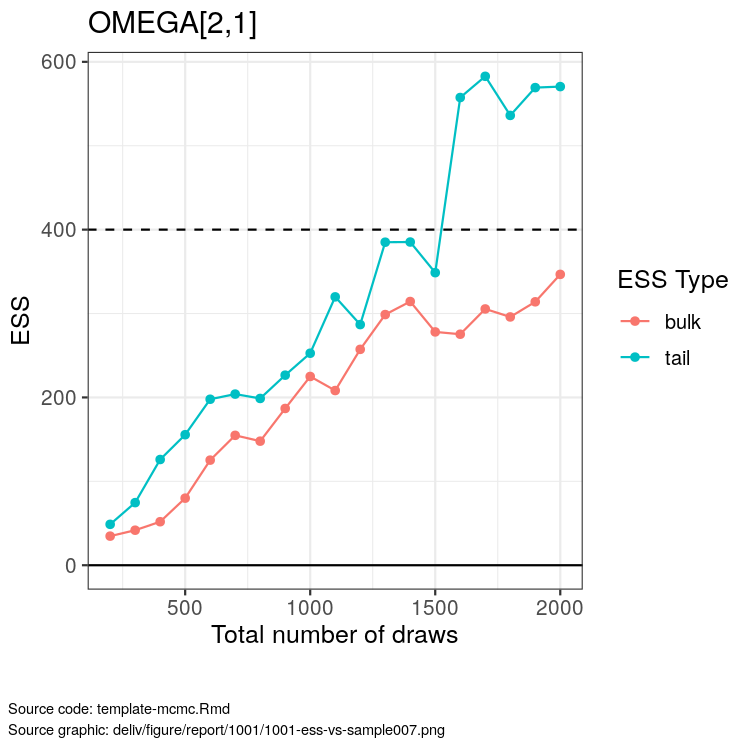 OMEGA[2,1]
600
400
200
0
ESS
500 1000 1500 2000
Total number of draws
ESS Type
bulk
tail
Source code: template-mcmc.Rmd
Source graphic: deliv/figure/report/1001/1001-ess-vs-sample007.png